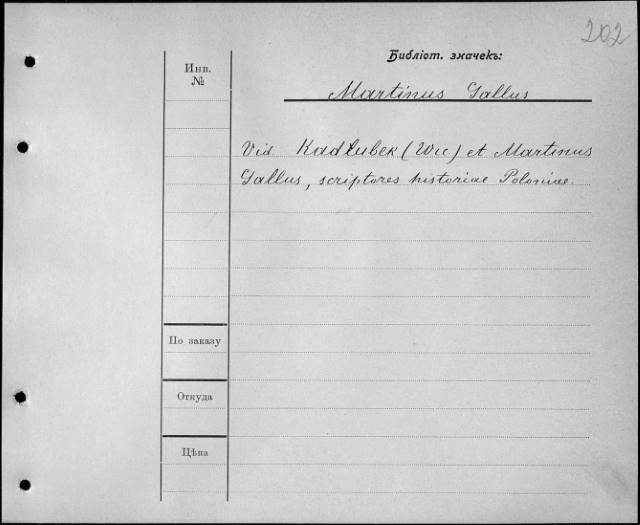 202
Библіот. значекъ:
Инв.
№
Martinus Gallus
Vid. Kadłubek (Vic.) et Martinus
Gallus, scriptores historiae Poloniae.
По заказу
Откуда
Цѣна